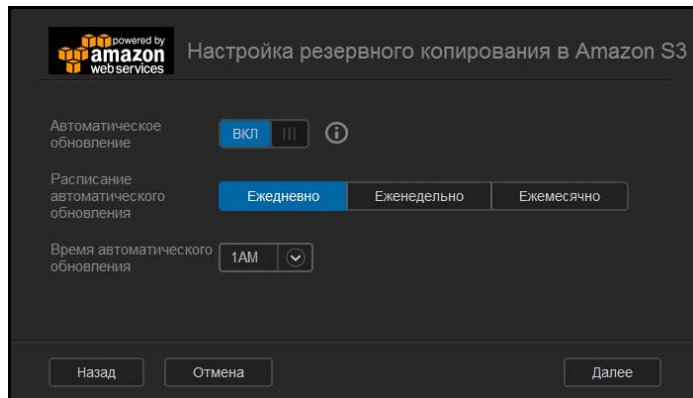 powered by
amazon
webservices
Настройка резервного копирования в Amazon S3
Автоматическое
обновление
ВКЛ
Расписание
автоматического
обновления
Ежедневно Еженедельно Ежемесячно
Время автоматического
обновления
1AM
Назад Отмена Далее